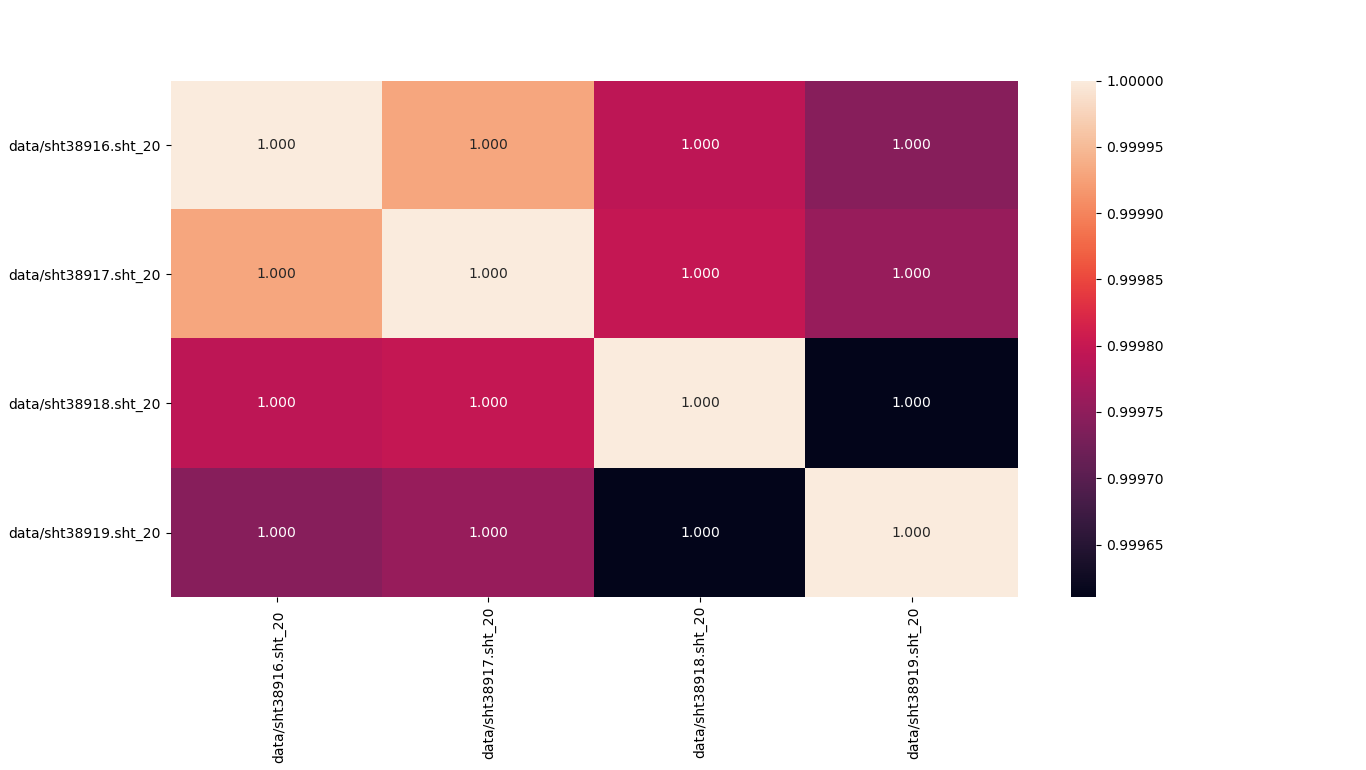 data/sht38916.sht_20 1.000 1.000 1.000 1.000
data/sht38917.sht_20 1.000 1.000 1.000 1.000
data/sht38918.sht_20 1.000 1.000 1.000 1.000
data/sht38919.sht_20 1.000 1.000 1.000 1.000
data/sht38916.sht_20
data/sht38917.sht_20
data/sht38918.sht_20
data/sht38919.sht_20
1.00000
0.99995
0.99990
0.99985
0.99980
0.99975
0.99970
0.99965